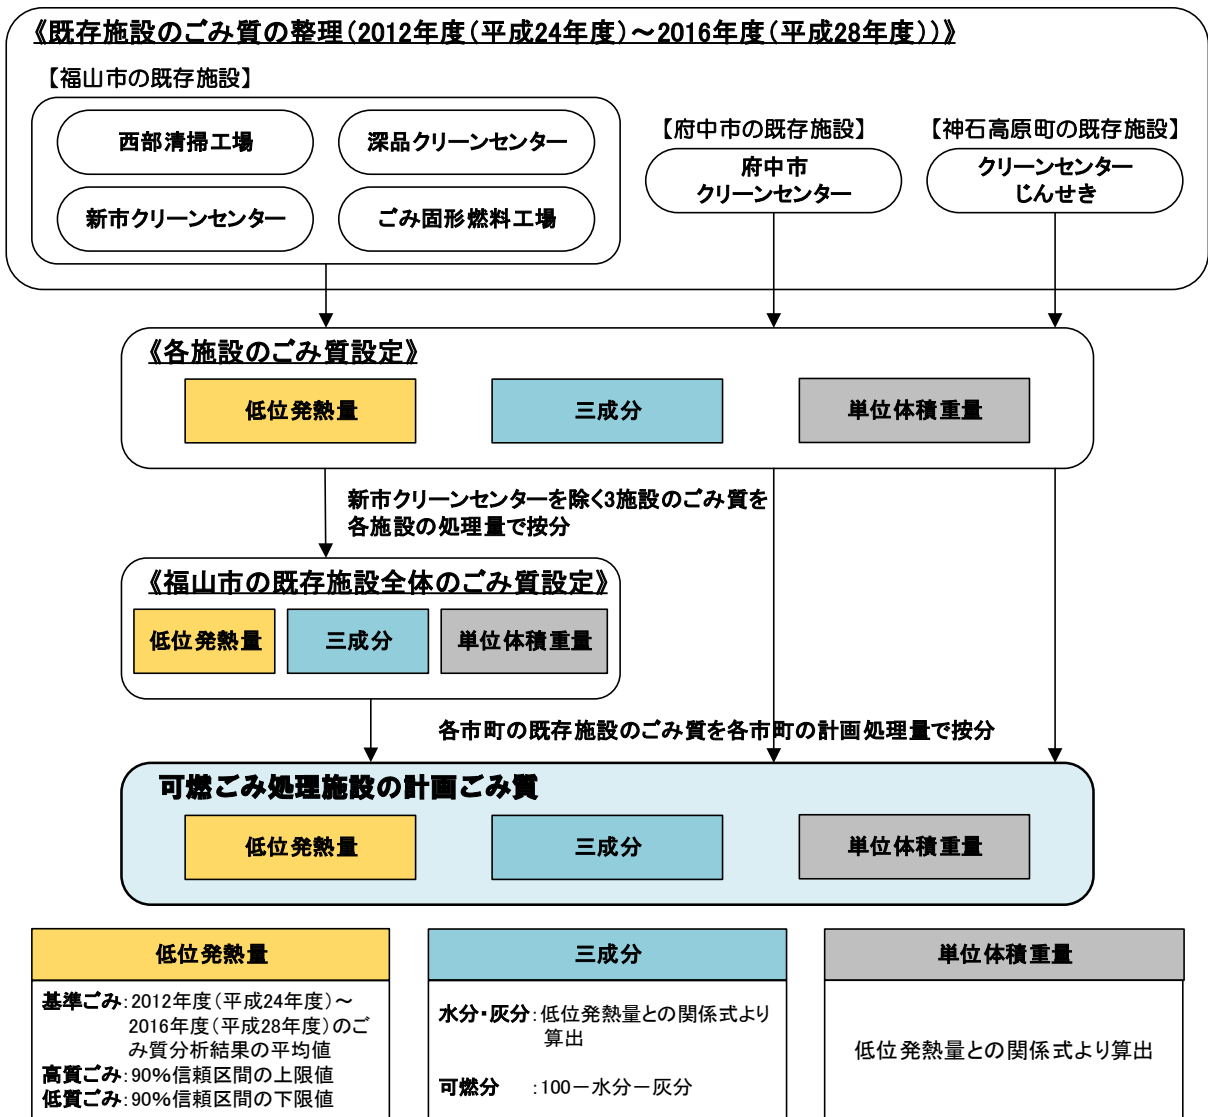 《既存施設のごみ質の整理（2012年度（平成24年度）～2016年度（平成28年度））》
【福山市の既存施設】
西部清掃工場
深品クリーンセンター
新市クリーンセンター
ごみ固形燃料工場
【府中市の既存施設】
府中市
クリーンセンター
【神石高原町の既存施設】
クリーンセンター
じんせき
《各施設のごみ質設定》
低位発熱量
三成分
単位体積重量
新市クリーンセンターを除く3施設のごみ質を
各施設の処理量で按分
《福山市の既存施設全体のごみ質設定》
低位発熱量
三成分
単位体積重量
各市町の既存施設のごみ質を各市町の計画処理量で按分
可燃ごみ処理施設の計画ごみ質
低位発熱量
三成分
単位体積重量
低位発熱量
基準ごみ：2012年度（平成24年度）～
2016年度（平成28年度）のご
み質分析結果の平均値
高質ごみ：90％信頼区間の上限値
低質ごみ：90％信頼区間の下限値
三成分
水分・灰分：低位発熱量との関係式より
算出
可燃分　：100－水分－灰分
単位体積重量
低位発熱量との関係式より算出